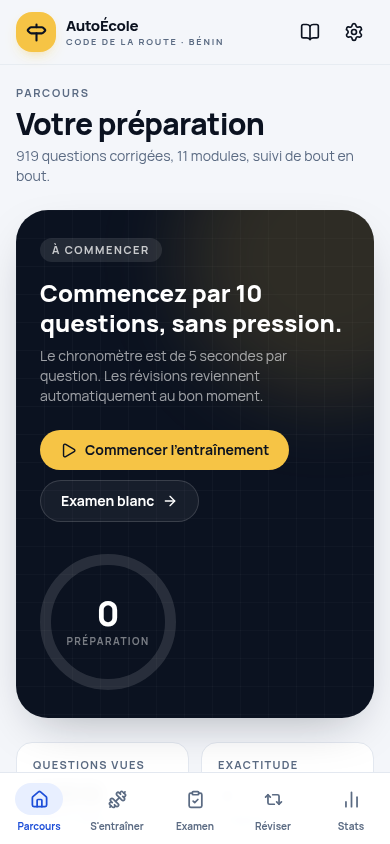 AutoÉcole
CODE DE LA ROUTE · BÉNIN
PARCOURS
Votre préparation
919 questions corrigées, 11 modules, suivi de bout en
bout.
À COMMENCER
Commencez par 10
questions, sans pression.
Le chronomètre est de 5 secondes par
question. Les révisions reviennent
automatiquement au bon moment.
Commencer l'entraînement
Examen blanc
0
PRÉPARATION
QUESTIONS VUES
EXACTITUDE
Parcours
S'entraîner
Examen
Réviser
Stats